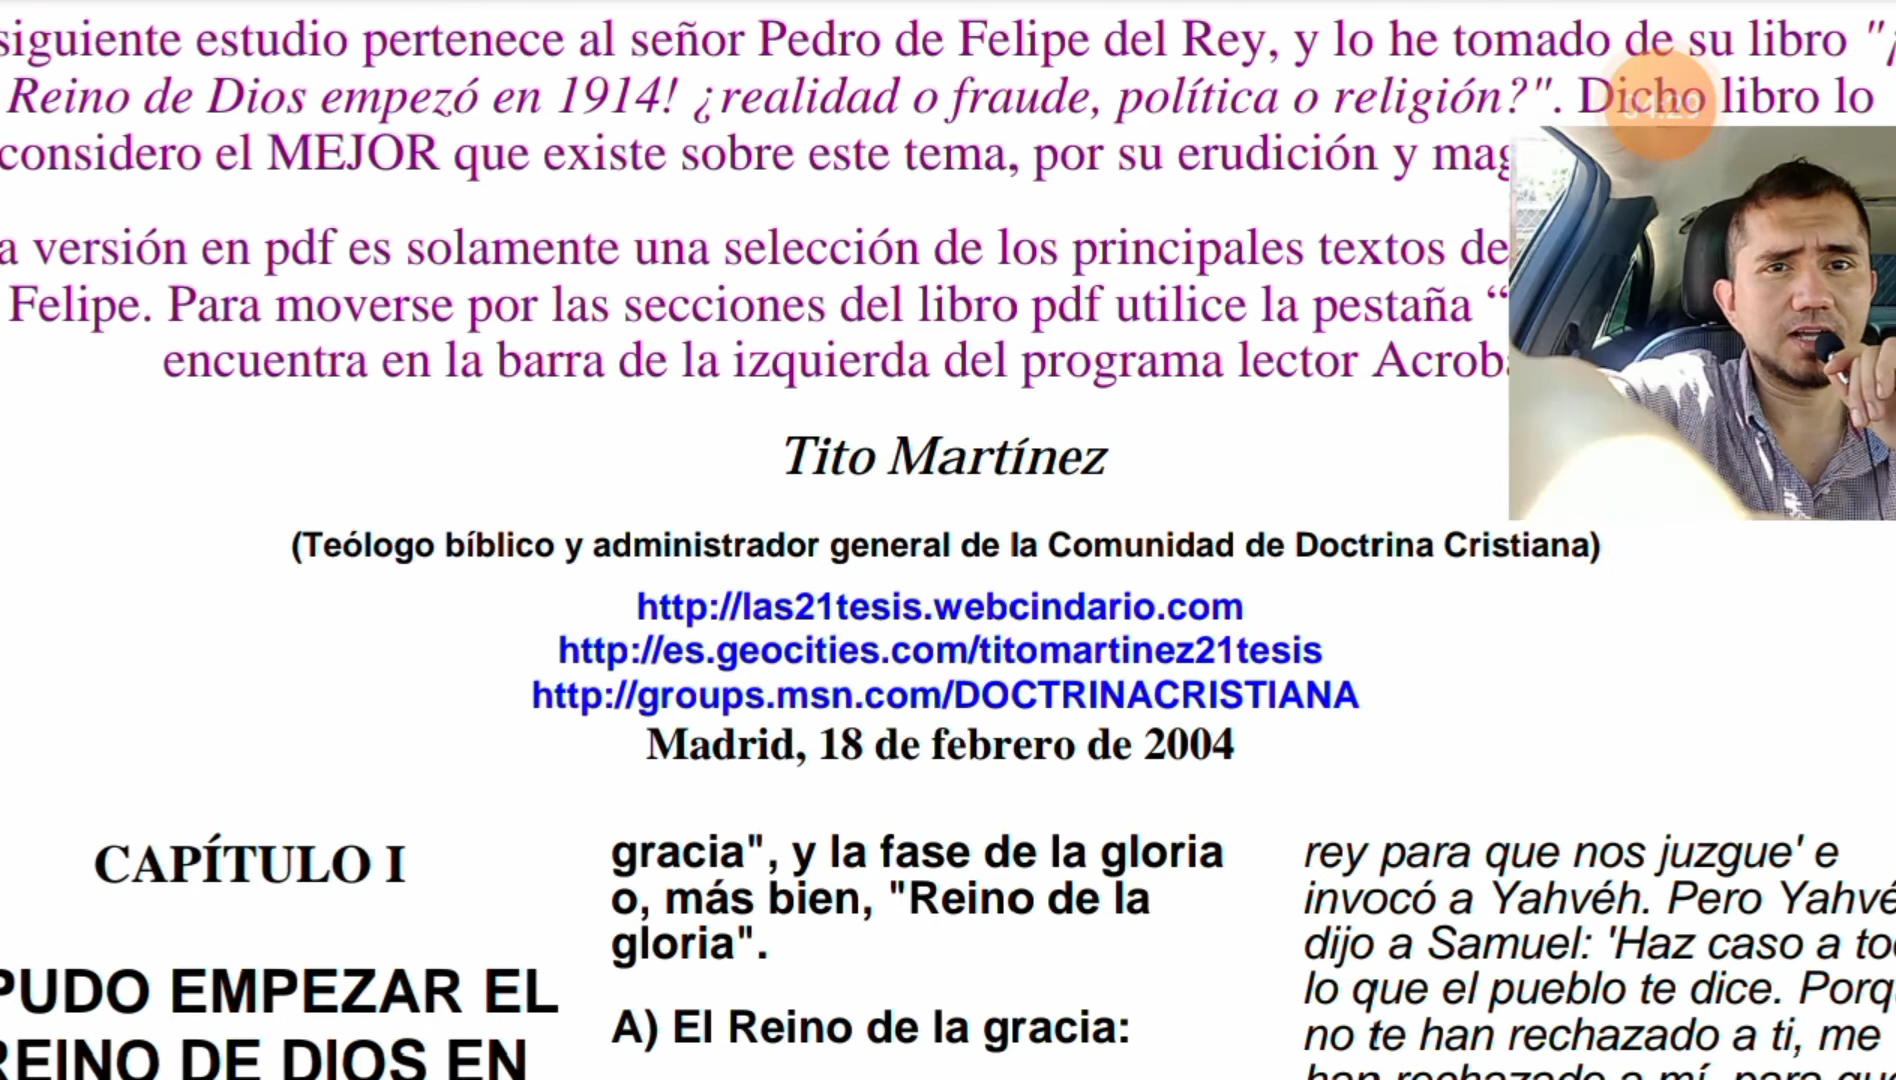 siguiente estudio pertenece al señor Pedro de Felipe del Rey, y lo he tomado de su libro "¡
Reino de Dios empezó en 1914! ¿realidad o fraude, política o religión?". Dicho libro lo
considero el MEJOR que existe sobre este tema, por su erudición y mag
a versión en pdf es solamente una selección de los principales textos de
Felipe. Para moverse por las secciones del libro pdf utilice la pestaña “
encuentra en la barra de la izquierda del programa lector Acroba
Tito Martínez
(Teólogo bíblico y administrador general de la Comunidad de Doctrina Cristiana)
http://las21tesis.webcindario.com
http://es.geocities.com/titomartinez21tesis
http://groups.msn.com/DOCTRINACRISTIANA
Madrid, 18 de febrero de 2004
CAPÍTULO I
PUDO EMPEZAR EL
REINO DE DIOS EN
gracia", y la fase de la gloria
o, más bien, "Reino de la
gloria".
A) El Reino de la gracia:
rey para que nos juzgue' e
invocó a Yahvéh. Pero Yahvé
dijo a Samuel: 'Haz caso a to
lo que el pueblo te dice. Porqu
no te han rechazado a ti, me
han rechazado a mí, para que